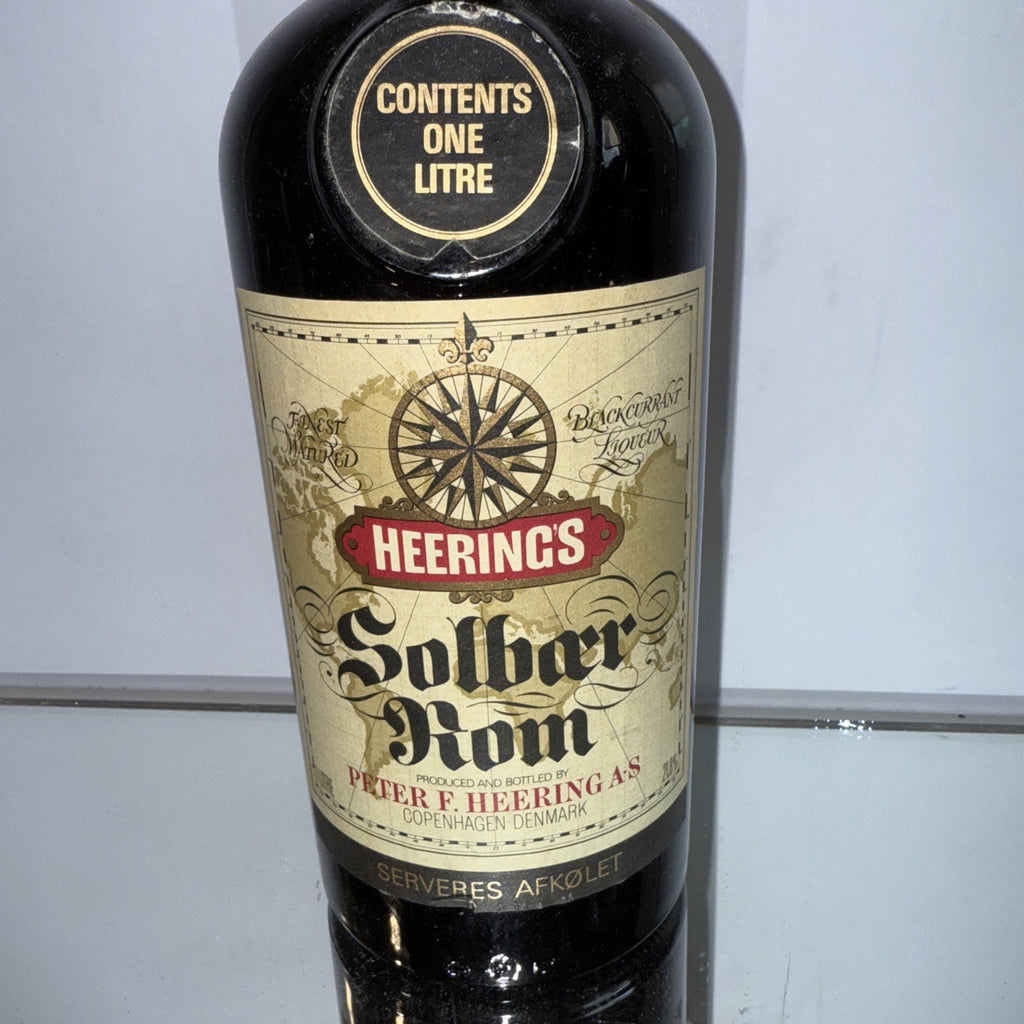 CONTENTS
ONE
LITRE
FINEST
MATURED
BLACKCURRANT
LIQUEUR
HEERING'S
Solbær
Rom
PRODUCED AND BOTTLED BY
PETER F. HEERING A·S
COPENHAGEN DENMARK
SERVERES AFKØLET